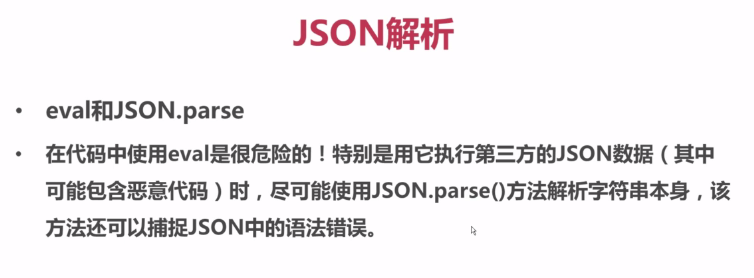 JSON解析
• eval和JSON.parse
• 在代码中使用eval是很危险的！特别是用它执行第三方的JSON数据（其中
可能包含恶意代码）时，尽可能使用JSON.parse()方法解析字符串本身，该
方法还可以捕捉JSON中的语法错误。